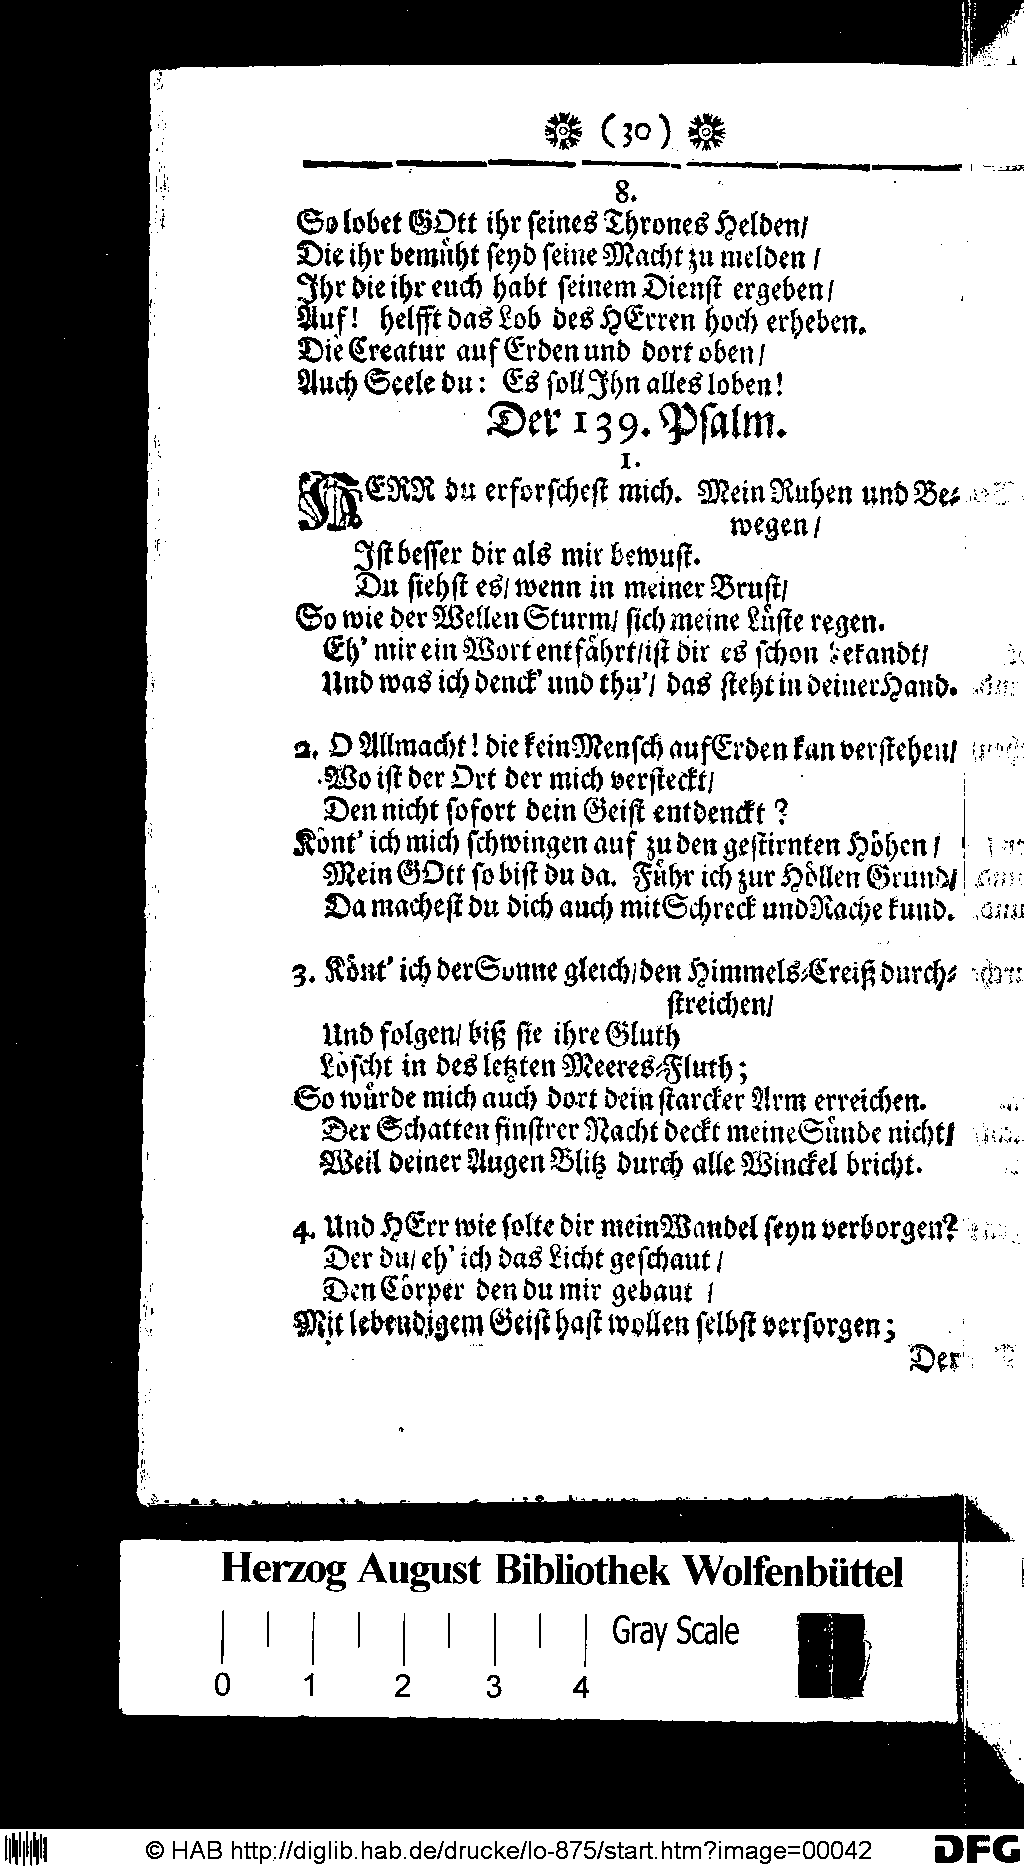 (30)
8.
So lobet GOtt ihr seines Thrones Helden/
Die ihr bemüht seyd seine Macht zu melden /
Ihr die ihr euch habt seinem Dienst ergeben/
Auf! helfft das Lob des HErren hoch erheben.
Die Creatur auf Erden und dort oben/
Auch Seele du: Es soll Ihn alles loben!
Der 139. Psalm.
1.
HERR du erforschest mich. Mein Ruhen und Be-
wegen /
Ist besser dir als mir bewust.
Du siehst es/ wenn in meiner Brust/
So wie der Wellen Sturm/ sich meine Lüste regen.
Eh' mir ein Wort entfährt/ ist dir es schon bekandt/
Und was ich denck' und thu'/ das steht in deiner Hand.
2. O Allmacht! die kein Mensch auf Erden kan verstehen/
Wo ist der Ort der mich versteckt/
Den nicht sofort dein Geist entdenckt ?
Könt' ich mich schwingen auf zu den gestirnten Höhen /
Mein GOtt so bist du da. Führ ich zur Höllen Grund/
Da machest du dich auch mit Schreck und Rache kund.
3. Könt' ich der Sonne gleich/ den Himmels-Creiß durch-
streichen/
Und folgen/ biß sie ihre Gluth
Löscht in des letzten Meeres-Fluth;
So würde mich auch dort dein starcker Arm erreichen.
Der Schatten finstrer Nacht deckt meine Sünde nicht/
Weil deiner Augen Blitz durch alle Winckel bricht.
4. Und HErr wie solte dir mein Wandel seyn verborgen?
Der du/ eh' ich das Licht geschaut /
Den Cörper den du mir gebaut /
Mit lebendigem Geist hast wollen selbst versorgen;
Der
Herzog August Bibliothek Wolfenbüttel
Gray Scale
0 1 2 3 4
© HAB http://diglib.hab.de/drucke/lo-875/start.htm?image=00042
DFG